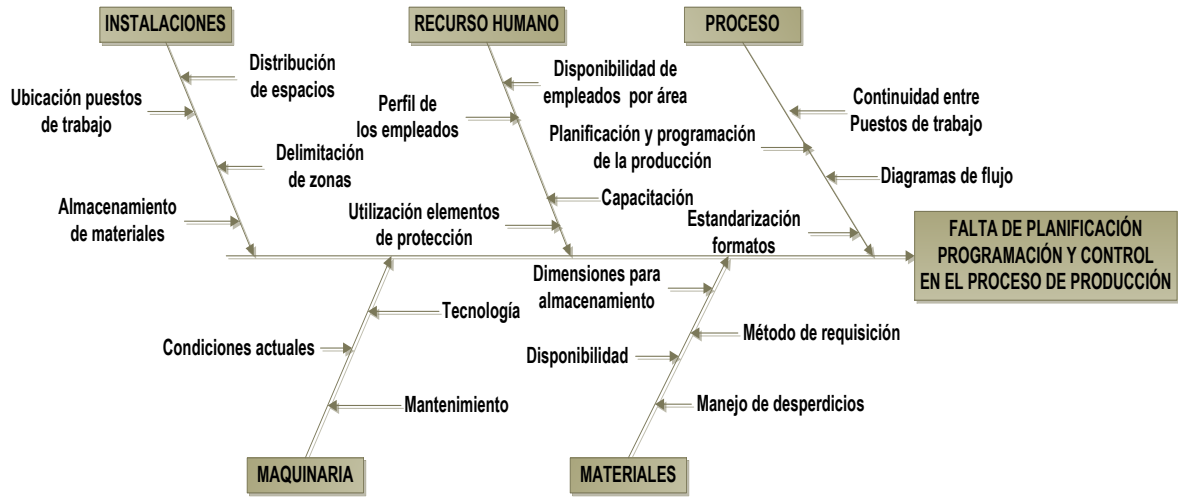 INSTALACIONES
RECURSO HUMANO
PROCESO
Distribución
de espacios
Ubicación puestos
de trabajo
Delimitación
de zonas
Almacenamiento
de materiales
Disponibilidad de
empleados por área
Perfil de
los empleados
Capacitación
Utilización elementos
de protección
Continuidad entre
Puestos de trabajo
Planificación y programación
de la producción
Diagramas de flujo
Estandarización
formatos
FALTA DE PLANIFICACIÓN
PROGRAMACIÓN Y CONTROL
EN EL PROCESO DE PRODUCCIÓN
Tecnología
Condiciones actuales
Mantenimiento
Dimensiones para
almacenamiento
Método de requisición
Disponibilidad
Manejo de desperdicios
MAQUINARIA
MATERIALES